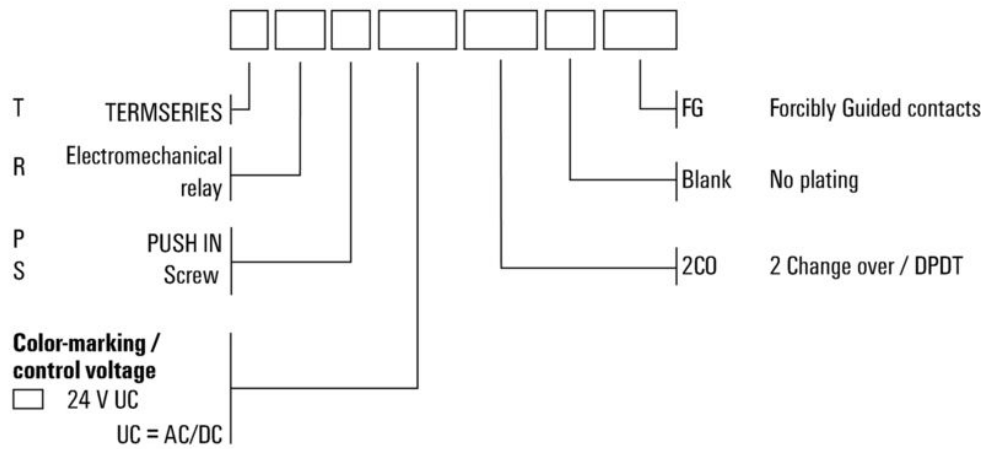 T TERMSERIES
R Electromechanical
relay
P PUSH IN
S Screw
Color-marking /
control voltage
24 V UC
UC = AC/DC
FG Forcibly Guided contacts
Blank No plating
2CO 2 Change over / DPDT